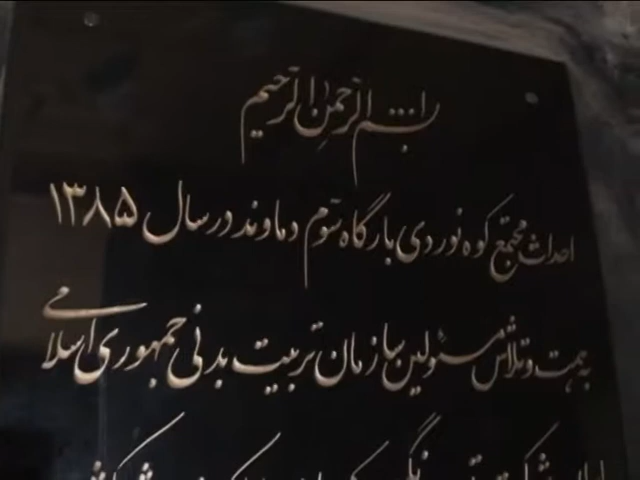 بسم الله الرحمن الرحیم
احداث مجتمع کوه نوردی بارگاه سوم دماوند در سال ۱۳۸۵
به همت و تلاش مسئولین سازمان تربیت بدنی جمهوری اسلامی